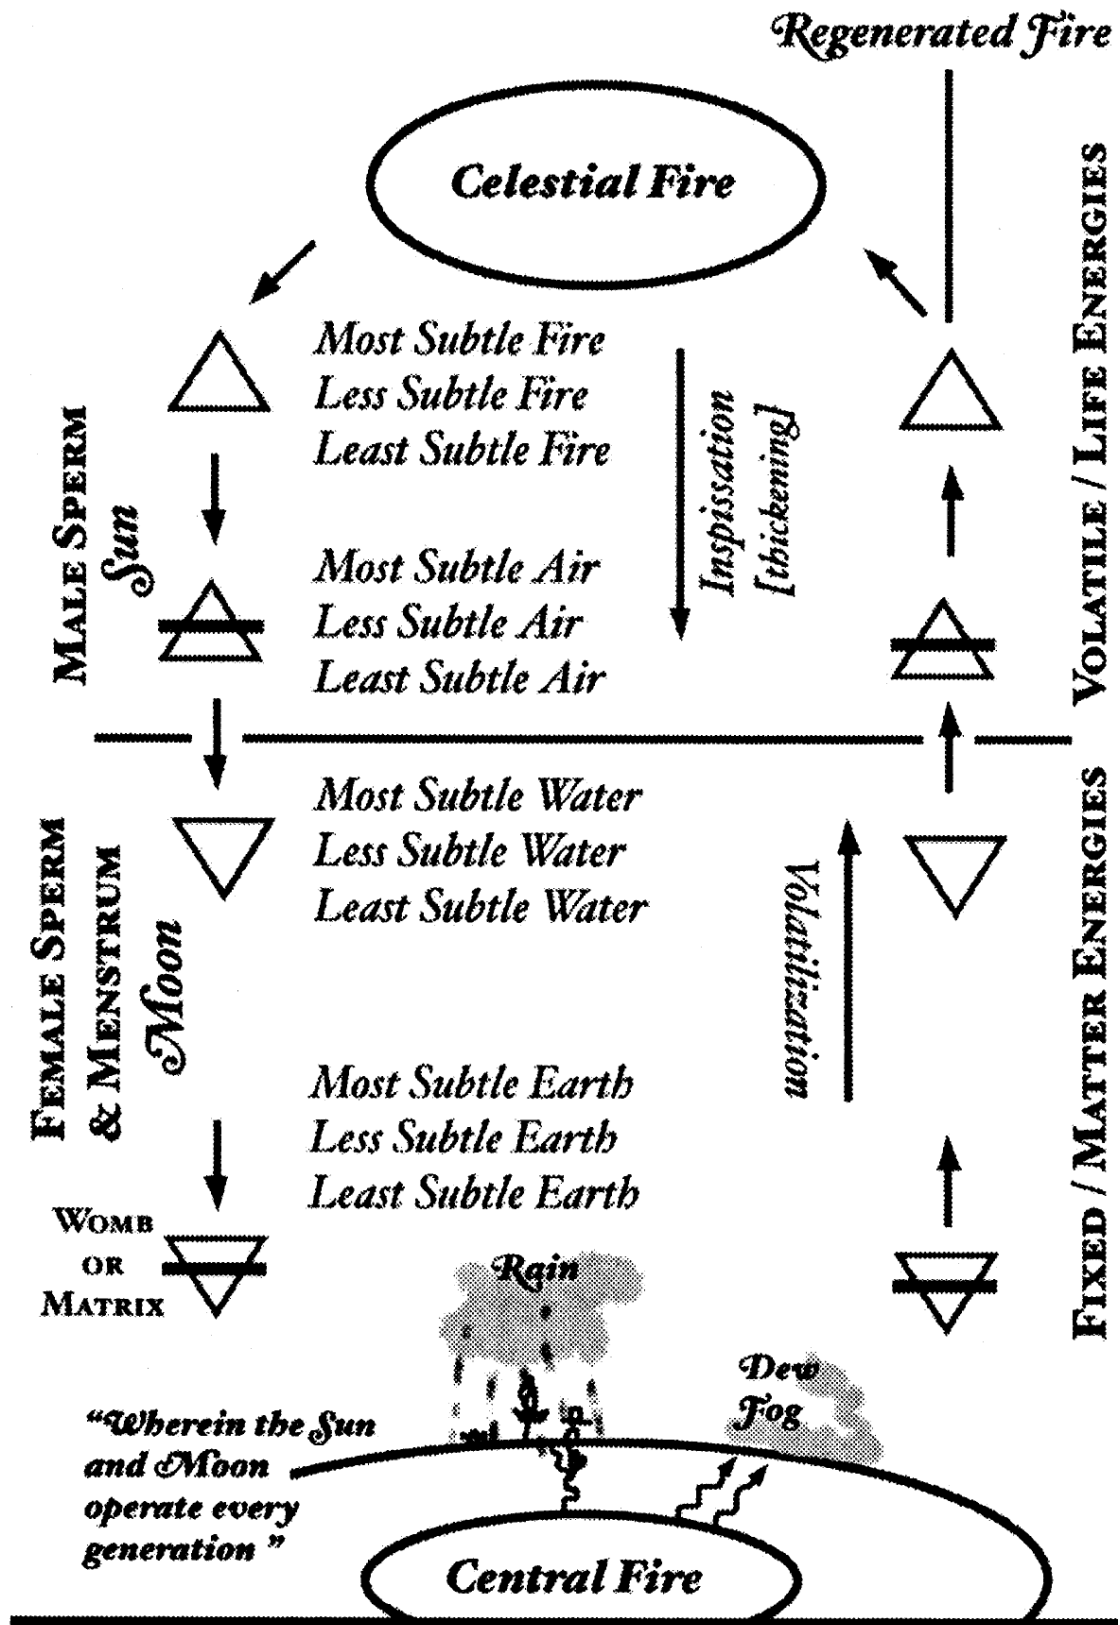 Regenerated Fire
Celestial Fire
Most Subtle Fire
Less Subtle Fire
Least Subtle Fire
Inspissation
[thickening]
MALE SPERM
Sun
VOLATILE / LIFE ENERGIES
Most Subtle Air
Less Subtle Air
Least Subtle Air
Most Subtle Water
Less Subtle Water
Least Subtle Water
Volatilization
FEMALE SPERM
& MENSTRUM
Moon
FIXED / MATTER ENERGIES
Most Subtle Earth
Less Subtle Earth
Least Subtle Earth
WOMB
OR
MATRIX
Rain
Dew
Fog
“Wherein the Sun
and Moon
operate every
generation ”
Central Fire